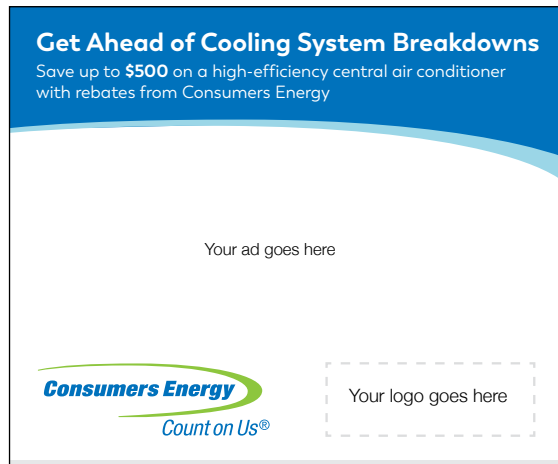 Get Ahead of Cooling System Breakdowns
Save up to $500 on a high-efficiency central air conditioner
with rebates from Consumers Energy
Your ad goes here
Consumers Energy
Count on Us®
Your logo goes here